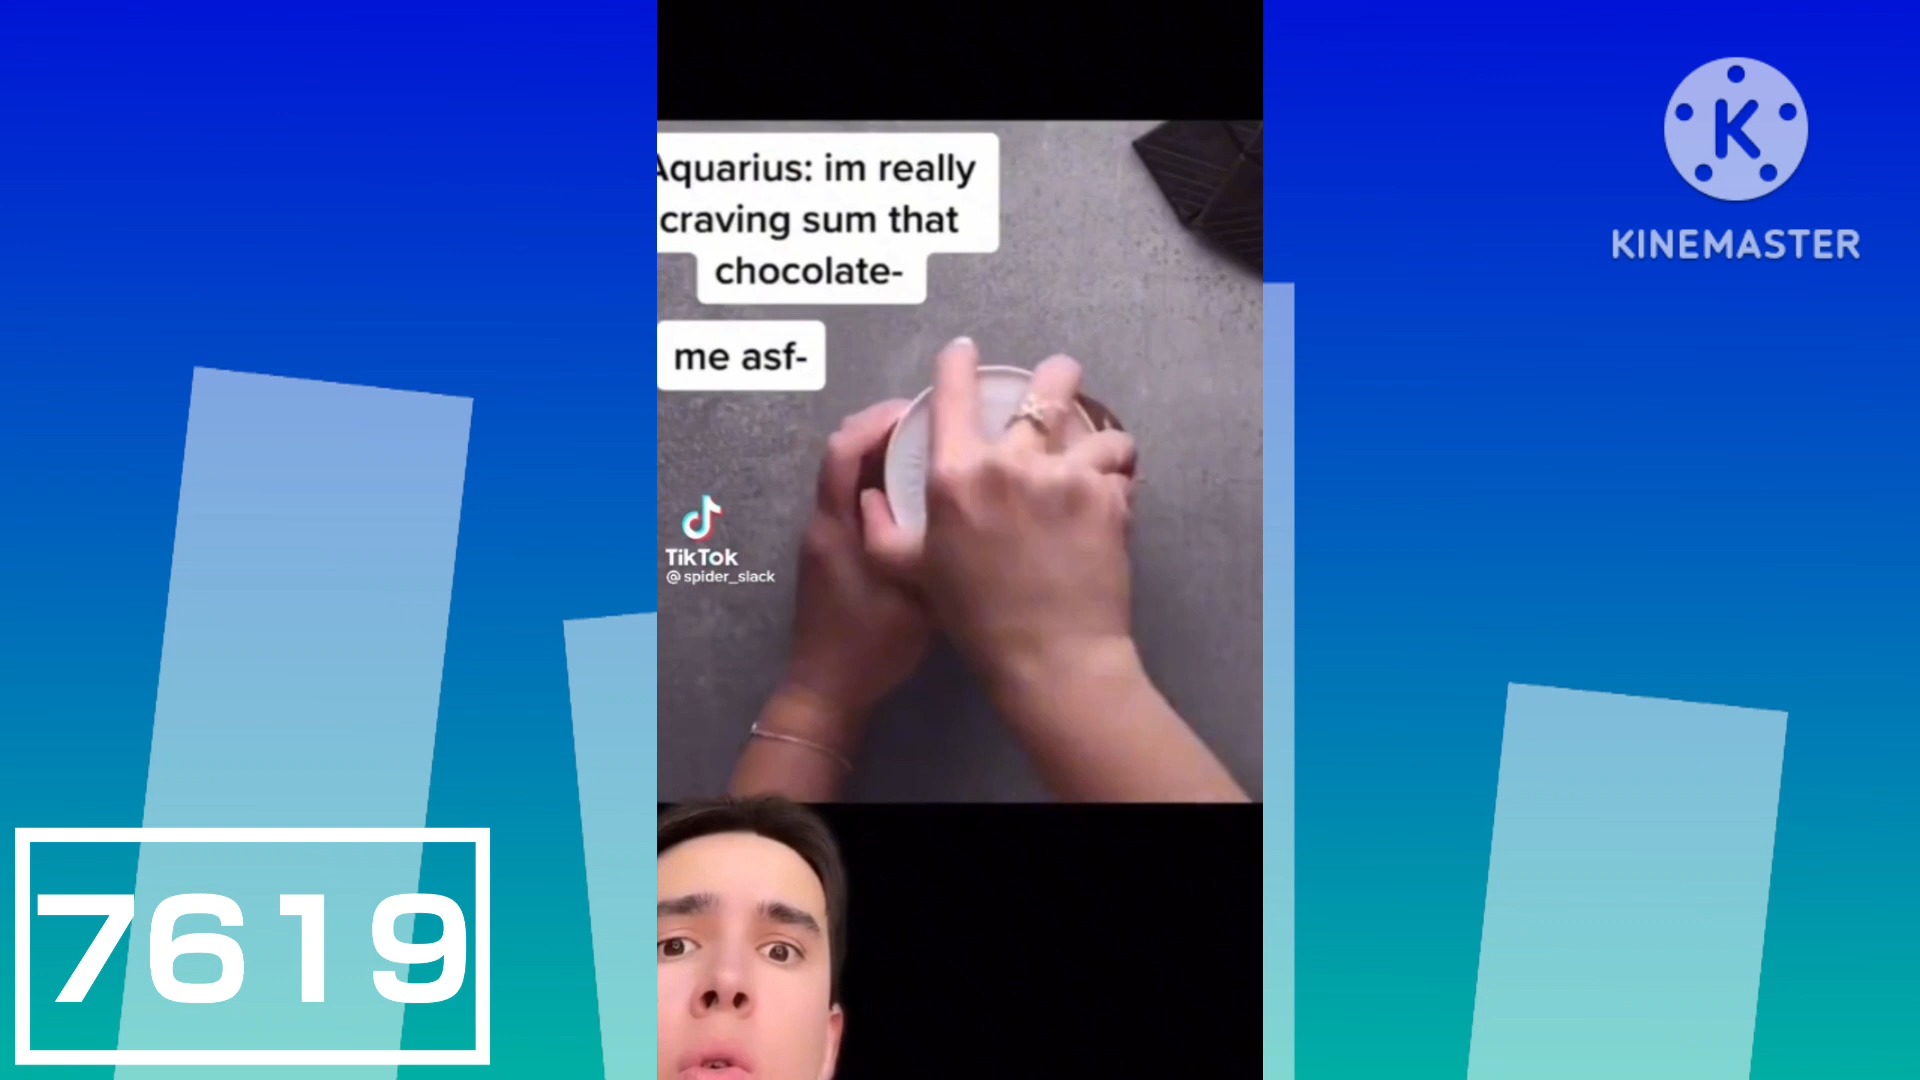 Aquarius: im really
craving sum that
chocolate-
me asf-
TikTok
@spider_slack
K
KINEMASTER
7619